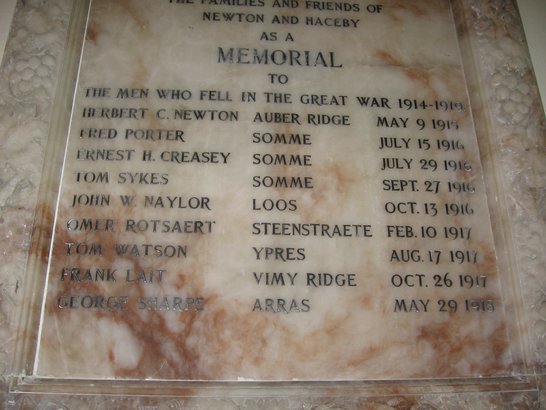 THE FAMILIES AND FRIENDS OF
NEWTON AND HACEBY
AS A
MEMORIAL
TO
THE MEN WHO FELL IN THE GREAT WAR 1914-1919
HERBERT C. NEWTON AUBER RIDGE MAY 9 1915
FRED PORTER SOMME JULY 15 1916
ERNEST H. CREASEY SOMME JULY 29 1916
TOM SYKES SOMME SEPT. 27 1916
JOHN W. NAYLOR LOOS OCT. 13 1916
OMER ROTSAERT STEENSTRAETE FEB. 10 1917
TOM WATSON YPRES AUG. 17 1917
FRANK LAIT VIMY RIDGE OCT. 26 1917
GEORGE SHARPE ARRAS MAY 29 1918